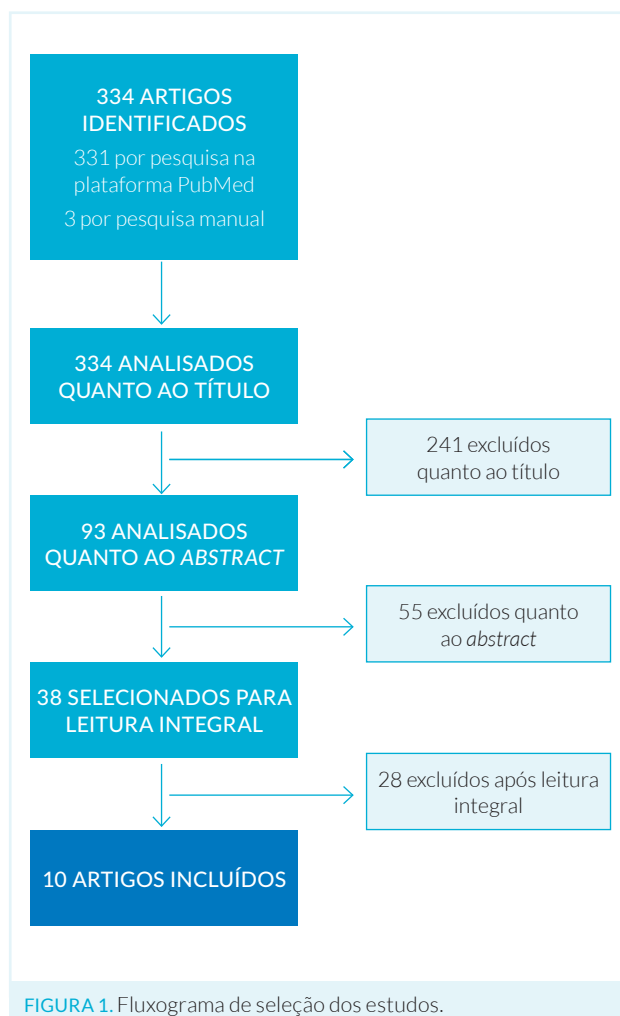 334 ARTIGOS
IDENTIFICADOS
331 por pesquisa na
plataforma PubMed
3 por pesquisa manual
334 ANALISADOS
QUANTO AO TÍTULO
241 excluídos
quanto ao título
93 ANALISADOS
QUANTO AO ABSTRACT
55 excluídos quanto
ao abstract
38 SELECIONADOS PARA
LEITURA INTEGRAL
28 excluídos após leitura
integral
10 ARTIGOS INCLUÍDOS
FIGURA 1. Fluxograma de seleção dos estudos.